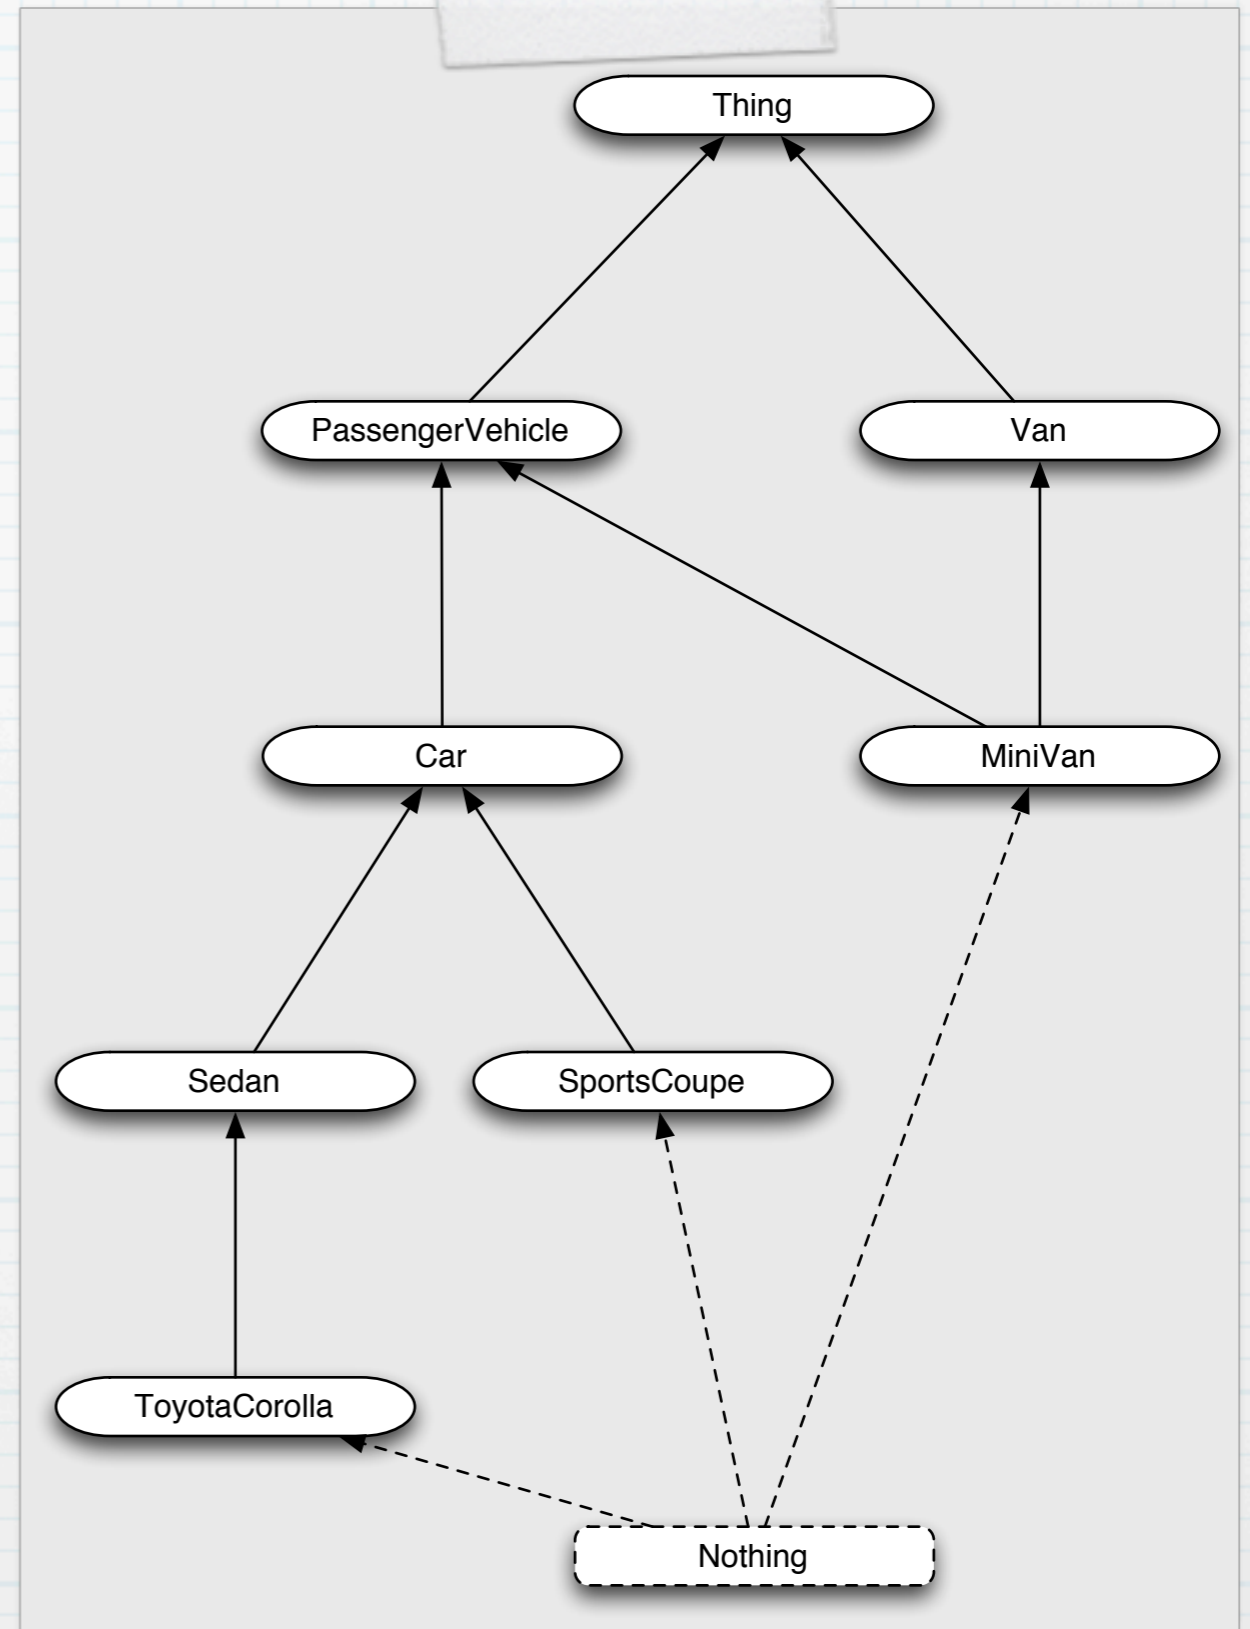 Thing
PassengerVehicle
Van
Car
MiniVan
Sedan
SportsCoupe
ToyotaCorolla
Nothing